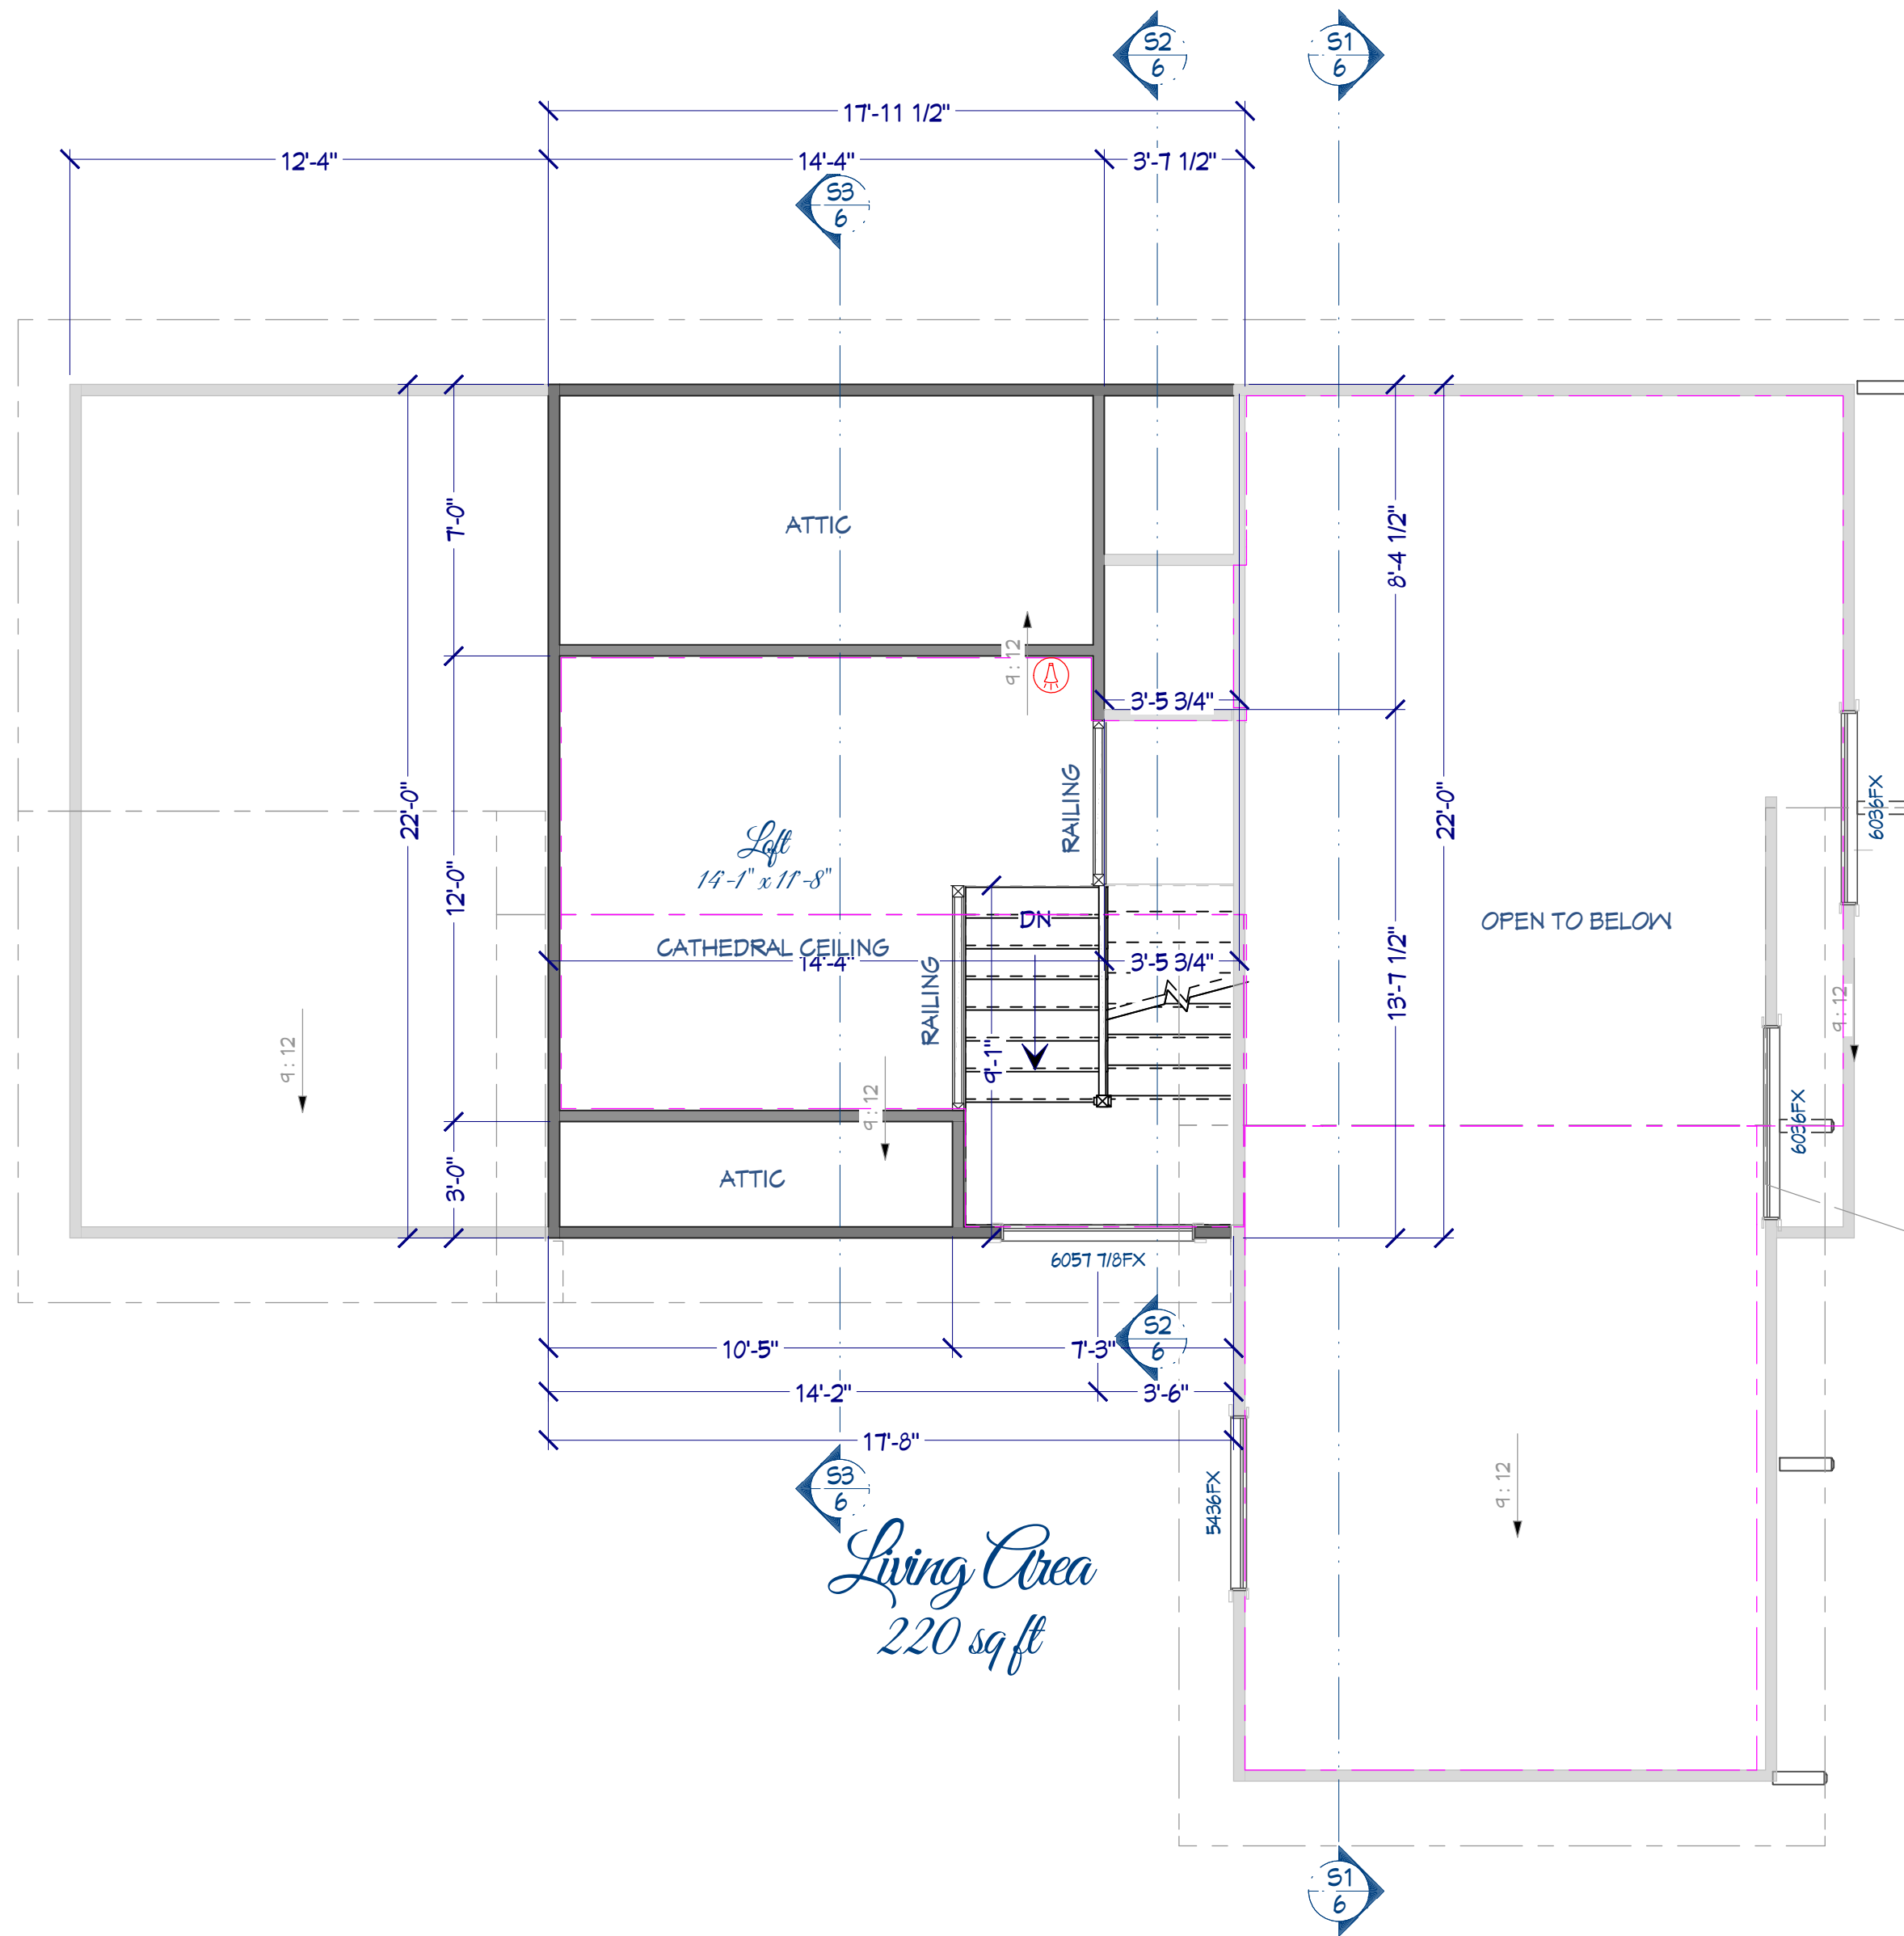 S2
6
S1
6
17'-11 1/2"
12'-4"
14'-4"
3'-7 1/2"
S3
6
ATTIC
7'-0"
8'-4 1/2"
9 : 12
3'-5 3/4"
RAILING
22'-0"
22'-0"
6036FX
Loft
14'-1" x 11'-8"
12'-0"
DN
OPEN TO BELOW
CATHEDRAL CEILING
14'-4"
3'-5 3/4"
RAILING
13'-7 1/2"
9 : 12
9 : 12
9'-1"
9 : 12
6036FX
3'-0"
ATTIC
6057 7/8FX
S2
6
10'-5"
7'-3"
14'-2"
3'-6"
17'-8"
S3
6
5436FX
9 : 12
Living Area
220 sq ft
S1
6